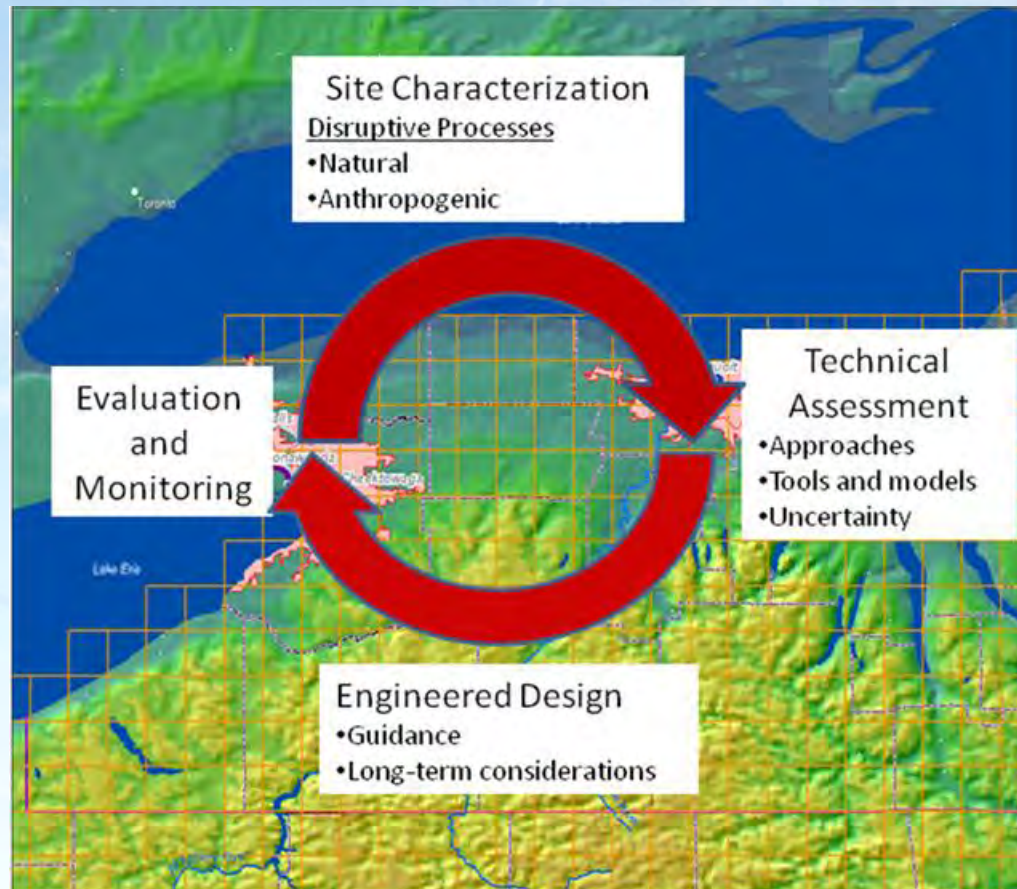 Site Characterization
Disruptive Processes
•Natural
•Anthropogenic
Toronto
Technical
Assessment
•Approaches
•Tools and models
•Uncertainty
Evaluation
and
Monitoring
Cheektowaga
Lake Erie
Engineered Design
•Guidance
•Long-term considerations